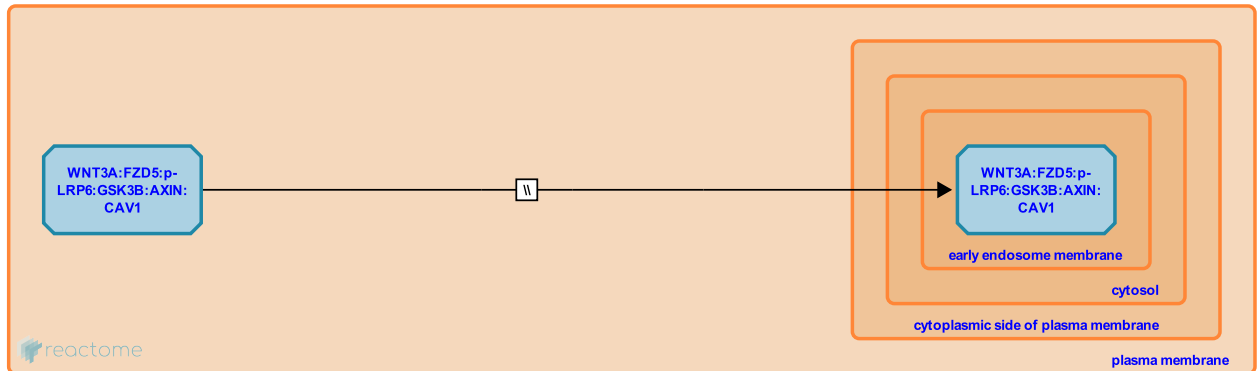 WNT3A:FZD5:p-
LRP6:GSK3B:AXIN:
CAV1
\\
WNT3A:FZD5:p-
LRP6:GSK3B:AXIN:
CAV1
early endosome membrane
cytosol
cytoplasmic side of plasma membrane
reactome
plasma membrane